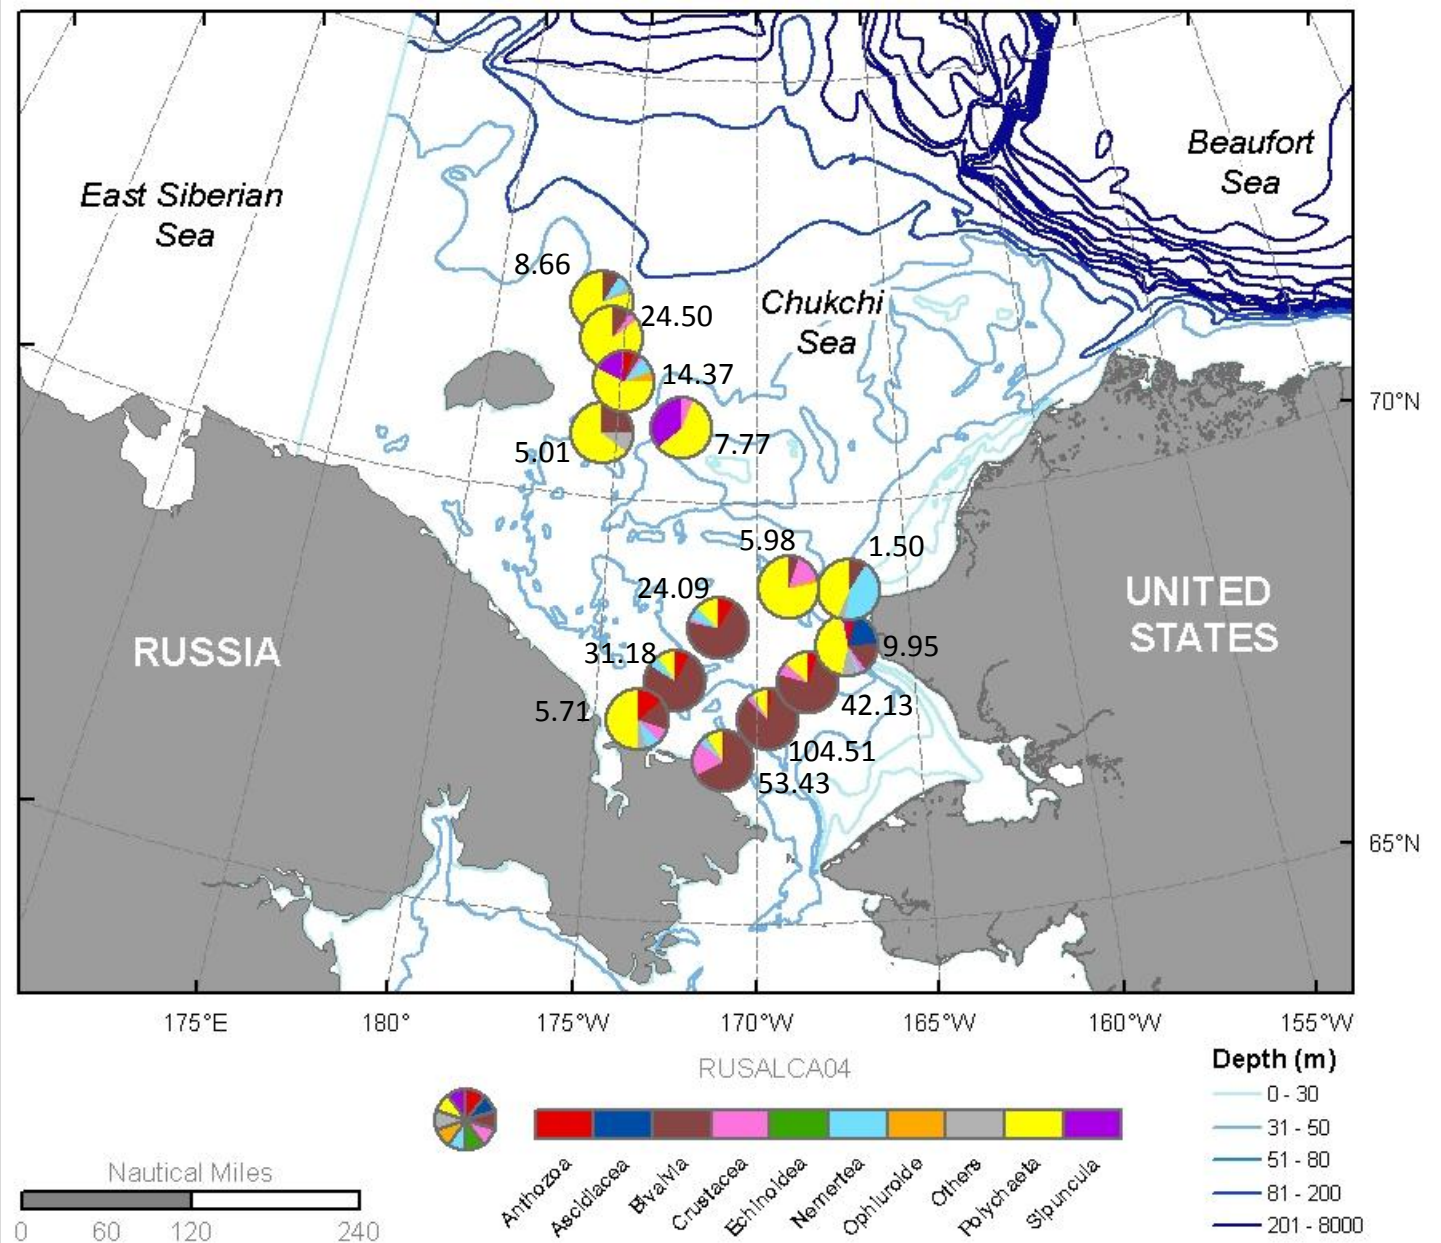 Beaufort
Sea
East Siberian
Sea
8.66
Chukchi
Sea
24.50
14.37
70°N
5.01
7.77
5.98
1.50
24.09
UNITED
STATES
RUSSIA
31.18
9.95
5.71
42.13
104.51
53.43
65°N
175°E
180°
175°W
170°W
165°W
160°W
155°W
RUSALCA04
Depth (m)
0 - 30
31 - 50
51 - 80
81 - 200
201 - 8000
Anthozoa
Ascidiacea
Bivalvia
Crustacea
Echinoidea
Nemertea
Ophiuroide
Others
Polychaeta
Sipuncula
Nautical Miles
0 60 120 240